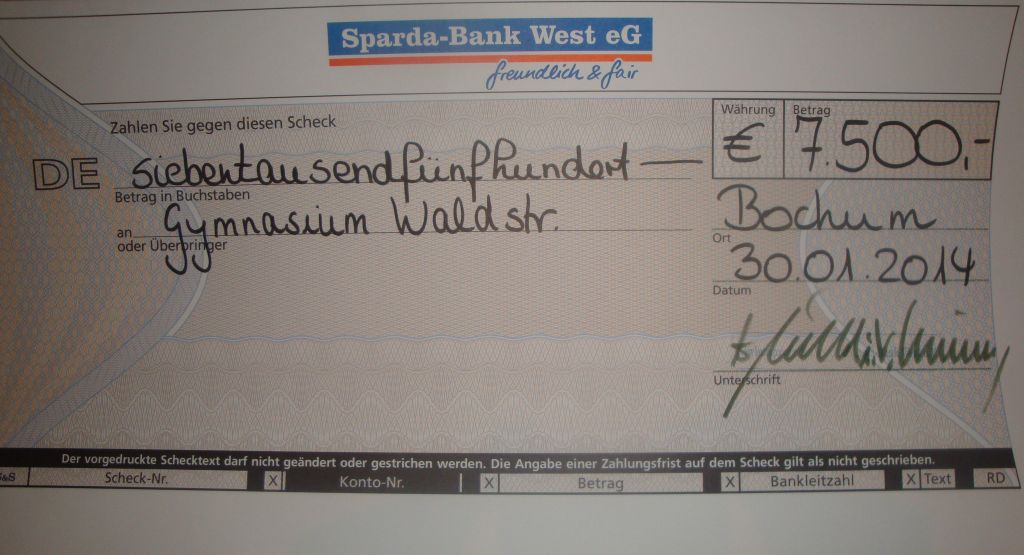 Sparda-Bank West eG
freundlich & fair
Zahlen Sie gegen diesen Scheck
Währung Betrag
€ 7.500,-
DE siebentausendfünfhundert
Betrag in Buchstaben
an Gymnasium Waldstr.
oder Überbringer
Bochum
Ort
30.01.2014
Datum
Unterschrift
Der vorgedruckte Schecktext darf nicht geändert oder gestrichen werden. Die Angabe einer Zahlungsfrist auf dem Scheck gilt als nicht geschrieben.
Scheck-Nr. X Konto-Nr. X Betrag X Bankleitzahl X Text RD